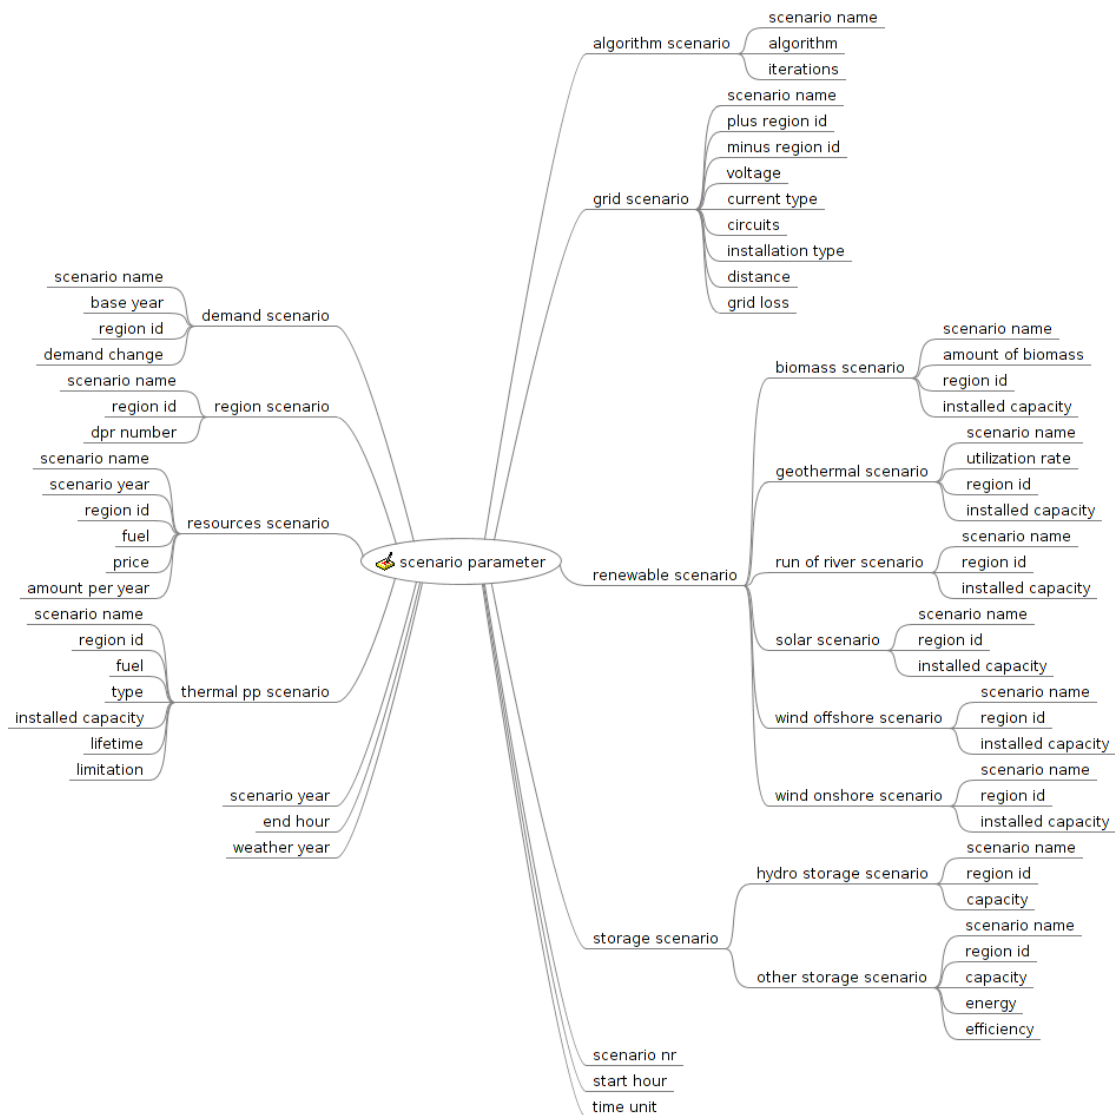 scenario parameter
algorithm scenario
scenario name
algorithm
iterations
grid scenario
scenario name
plus region id
minus region id
voltage
current type
circuits
installation type
distance
grid loss
renewable scenario
biomass scenario
scenario name
amount of biomass
region id
installed capacity
geothermal scenario
scenario name
utilization rate
region id
installed capacity
run of river scenario
scenario name
region id
installed capacity
solar scenario
scenario name
region id
installed capacity
wind offshore scenario
scenario name
region id
installed capacity
wind onshore scenario
scenario name
region id
installed capacity
storage scenario
hydro storage scenario
scenario name
region id
capacity
other storage scenario
scenario name
region id
capacity
energy
efficiency
scenario nr
start hour
time unit
demand scenario
scenario name
base year
region id
demand change
region scenario
scenario name
region id
dpr number
resources scenario
scenario name
scenario year
region id
fuel
price
amount per year
thermal pp scenario
scenario name
region id
fuel
type
installed capacity
lifetime
limitation
scenario year
end hour
weather year